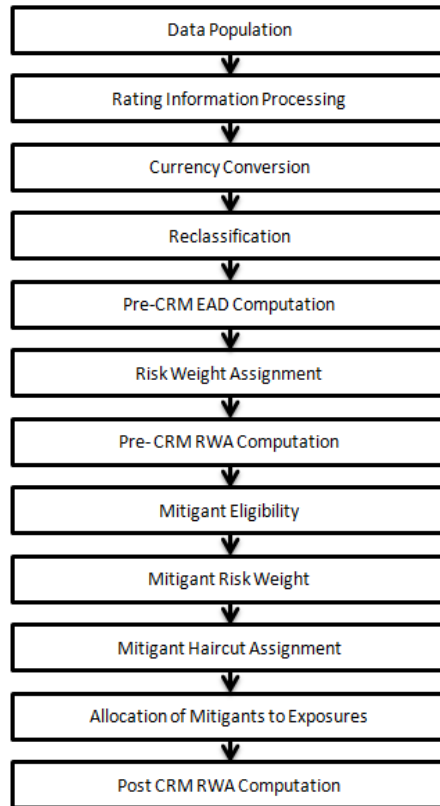 Data Population
Rating Information Processing
Currency Conversion
Reclassification
Pre-CRM EAD Computation
Risk Weight Assignment
Pre- CRM RWA Computation
Mitigant Eligibility
Mitigant Risk Weight
Mitigant Haircut Assignment
Allocation of Mitigants to Exposures
Post CRM RWA Computation